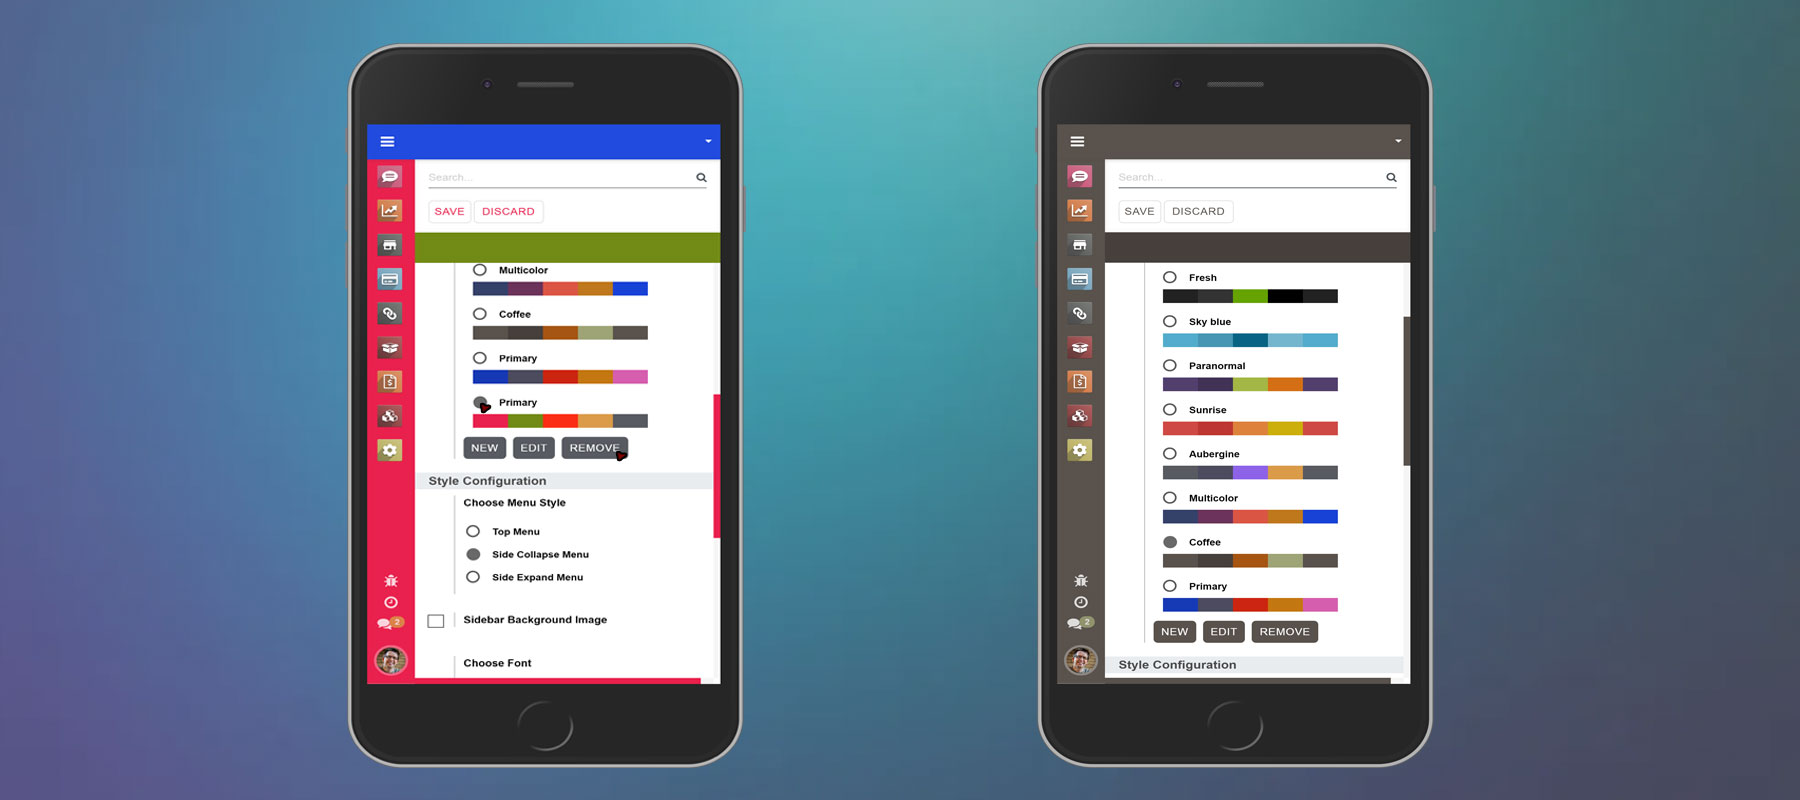 Search...
SAVE DISCARD
Multicolor
Coffee
Primary
Primary
NEW EDIT REMOVE
Style Configuration
Choose Menu Style
Top Menu
Side Collapse Menu
Side Expand Menu
2
Sidebar Background Image
Choose Font
Search...
SAVE DISCARD
Fresh
Sky blue
Paranormal
Sunrise
Aubergine
Multicolor
Coffee
Primary
2
NEW EDIT REMOVE
Style Configuration